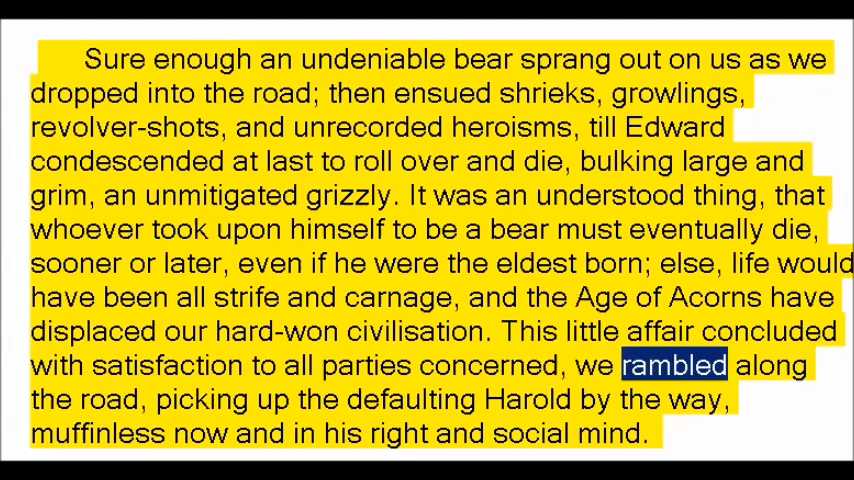 Sure enough an undeniable bear sprang out on us as we
dropped into the road; then ensued shrieks, growlings,
revolver-shots, and unrecorded heroisms, till Edward
condescended at last to roll over and die, bulking large and
grim, an unmitigated grizzly. It was an understood thing, that
whoever took upon himself to be a bear must eventually die,
sooner or later, even if he were the eldest born; else, life would
have been all strife and carnage, and the Age of Acorns have
displaced our hard-won civilisation. This little affair concluded
with satisfaction to all parties concerned, we rambled along
the road, picking up the defaulting Harold by the way,
muffinless now and in his right and social mind.